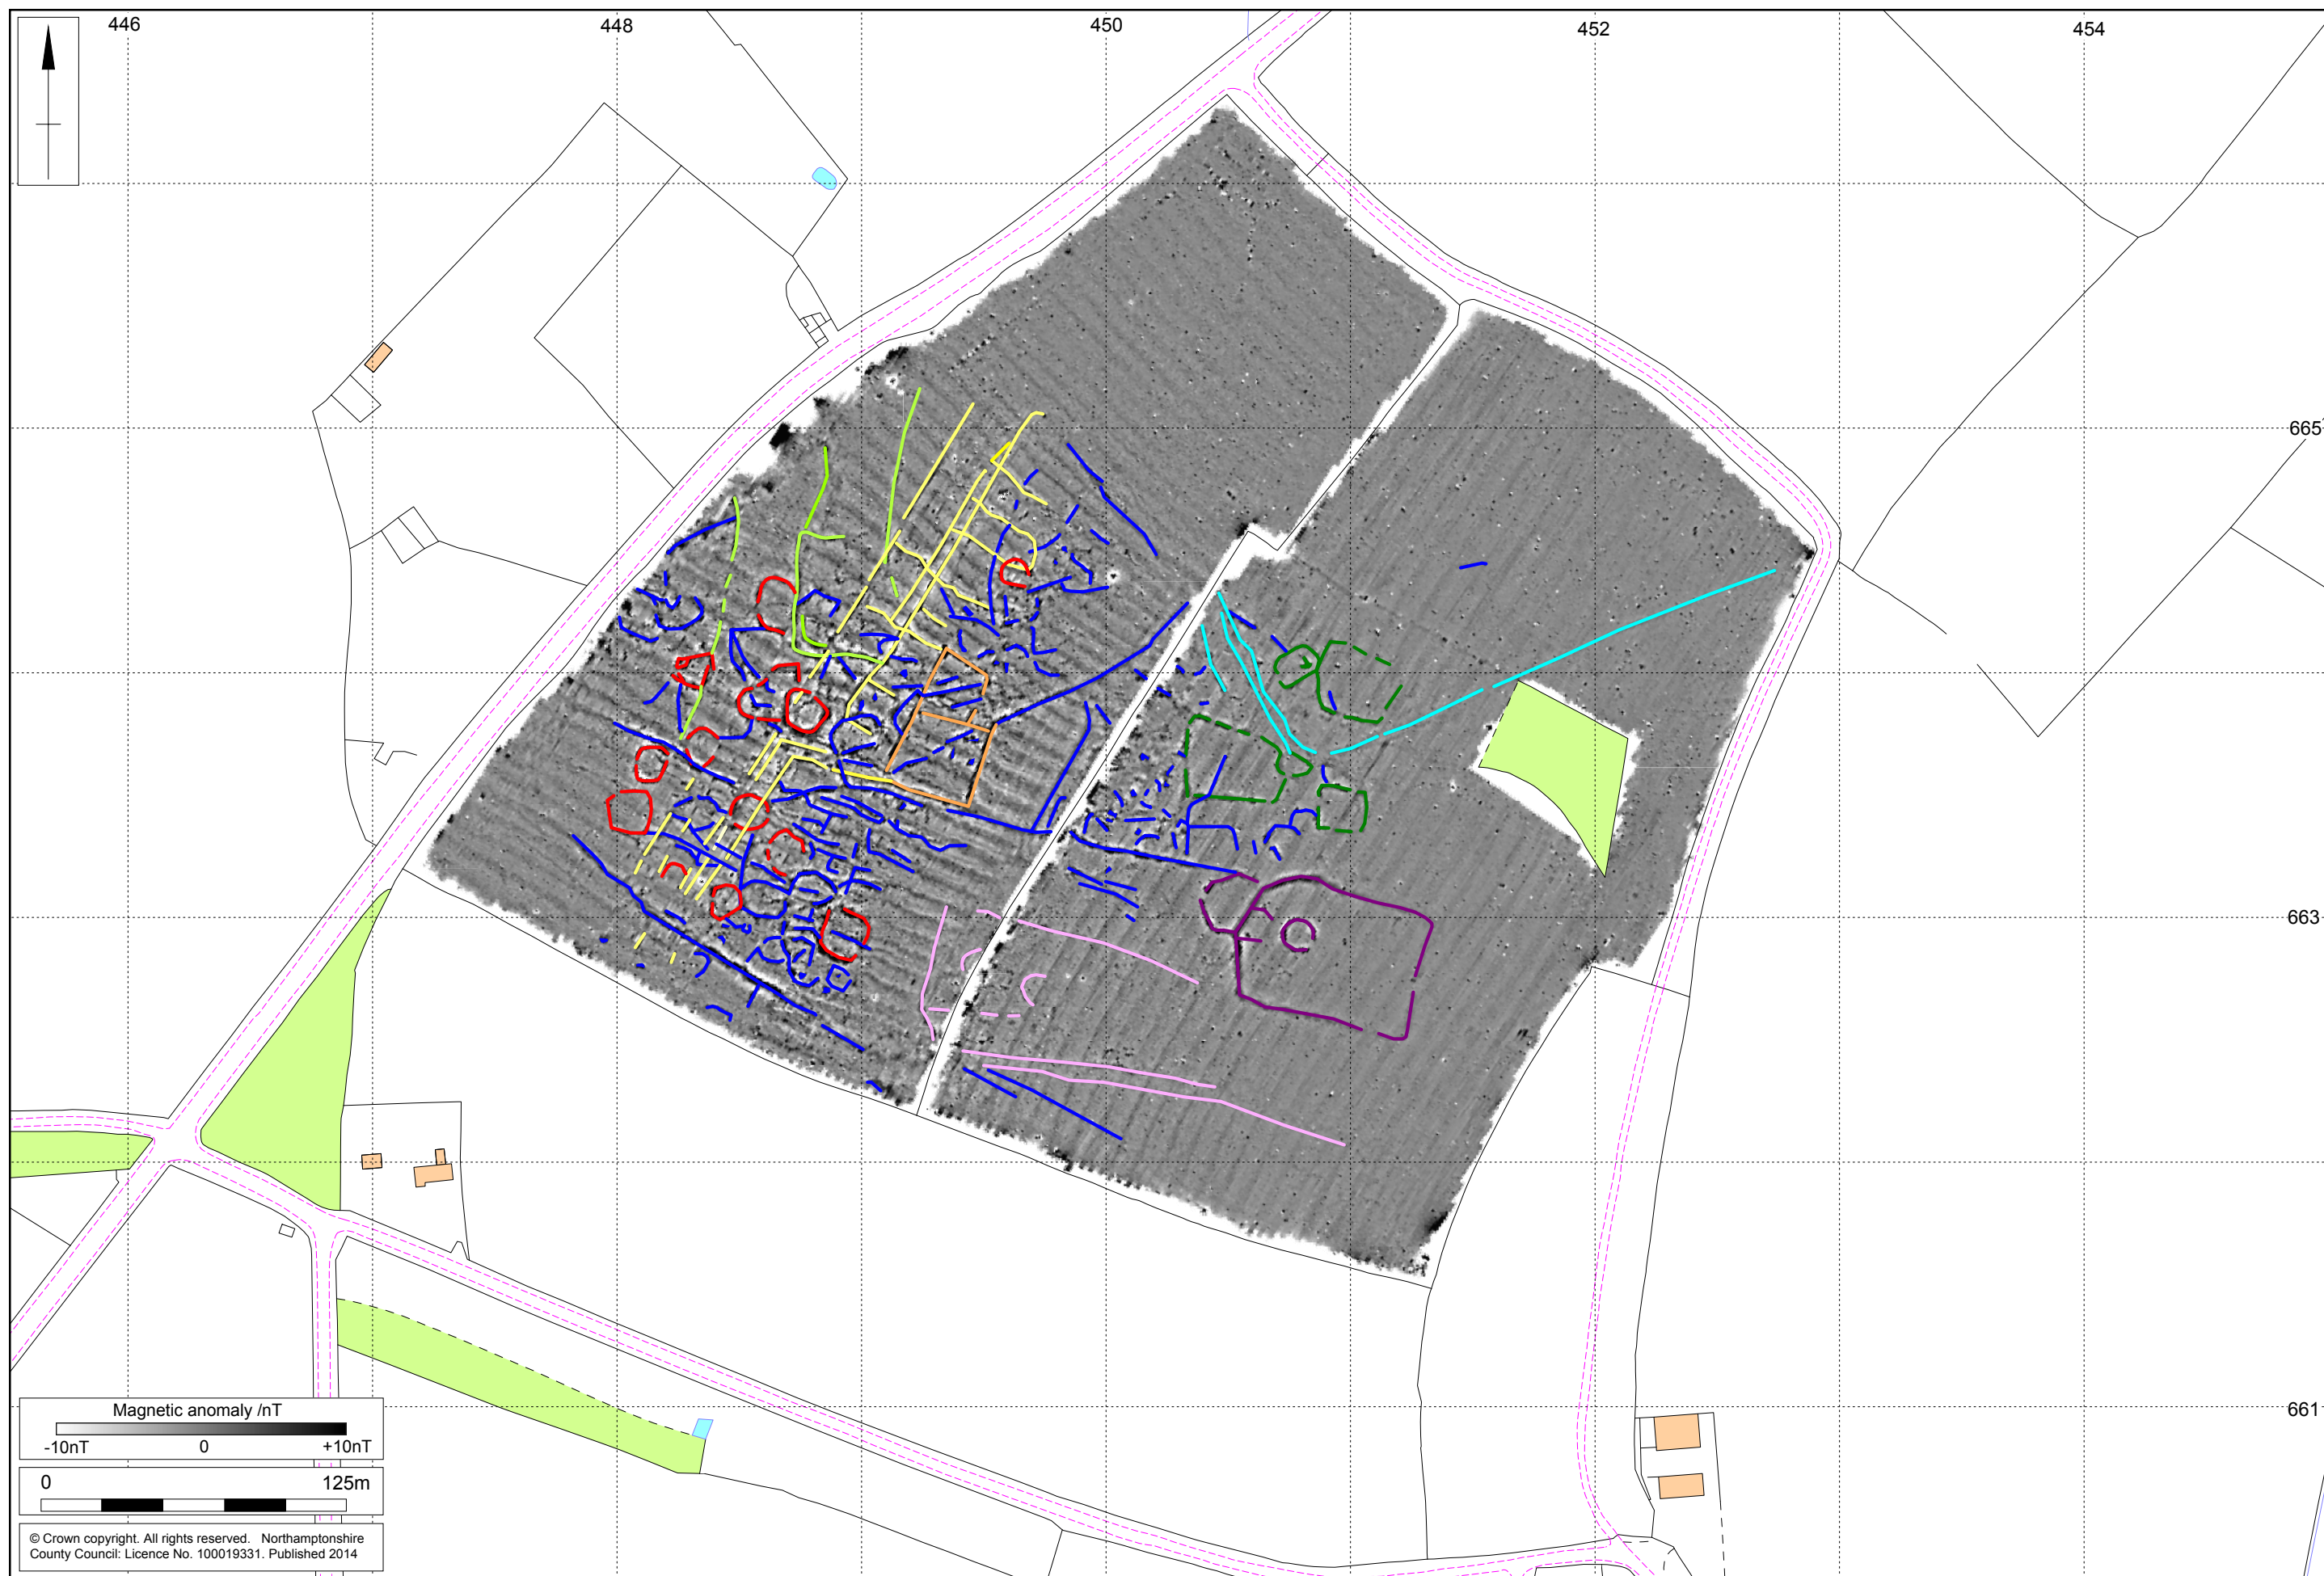 446
448
450
452
454
665
663
661
Magnetic anomaly /nT
-10nT 0 +10nT
0 125m
© Crown copyright. All rights reserved. Northamptonshire
County Council: Licence No. 100019331. Published 2014